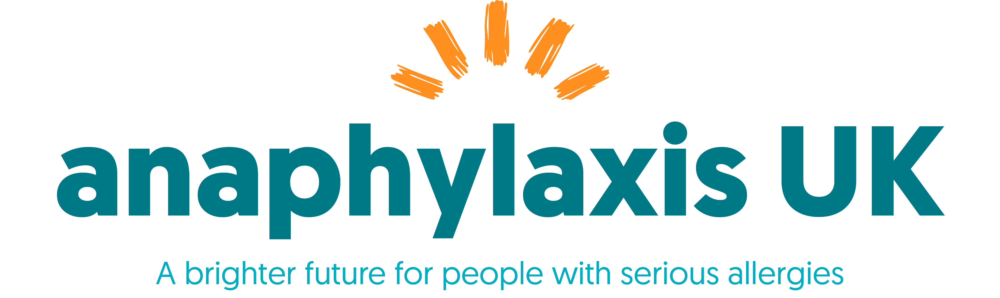 anaphylaxis UK
A brighter future for people with serious allergies